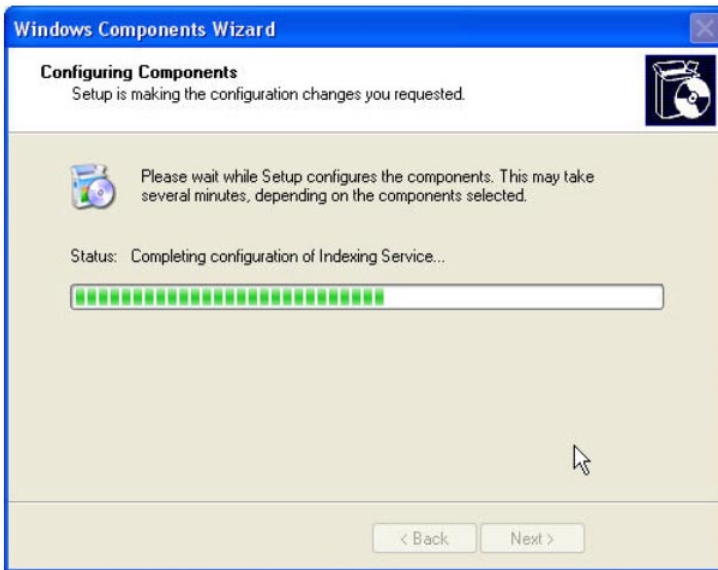 Windows Components Wizard
Configuring Components
Setup is making the configuration changes you requested.
Please wait while Setup configures the components. This may take
several minutes, depending on the components selected.
Status: Completing configuration of Indexing Service...
< Back Next >